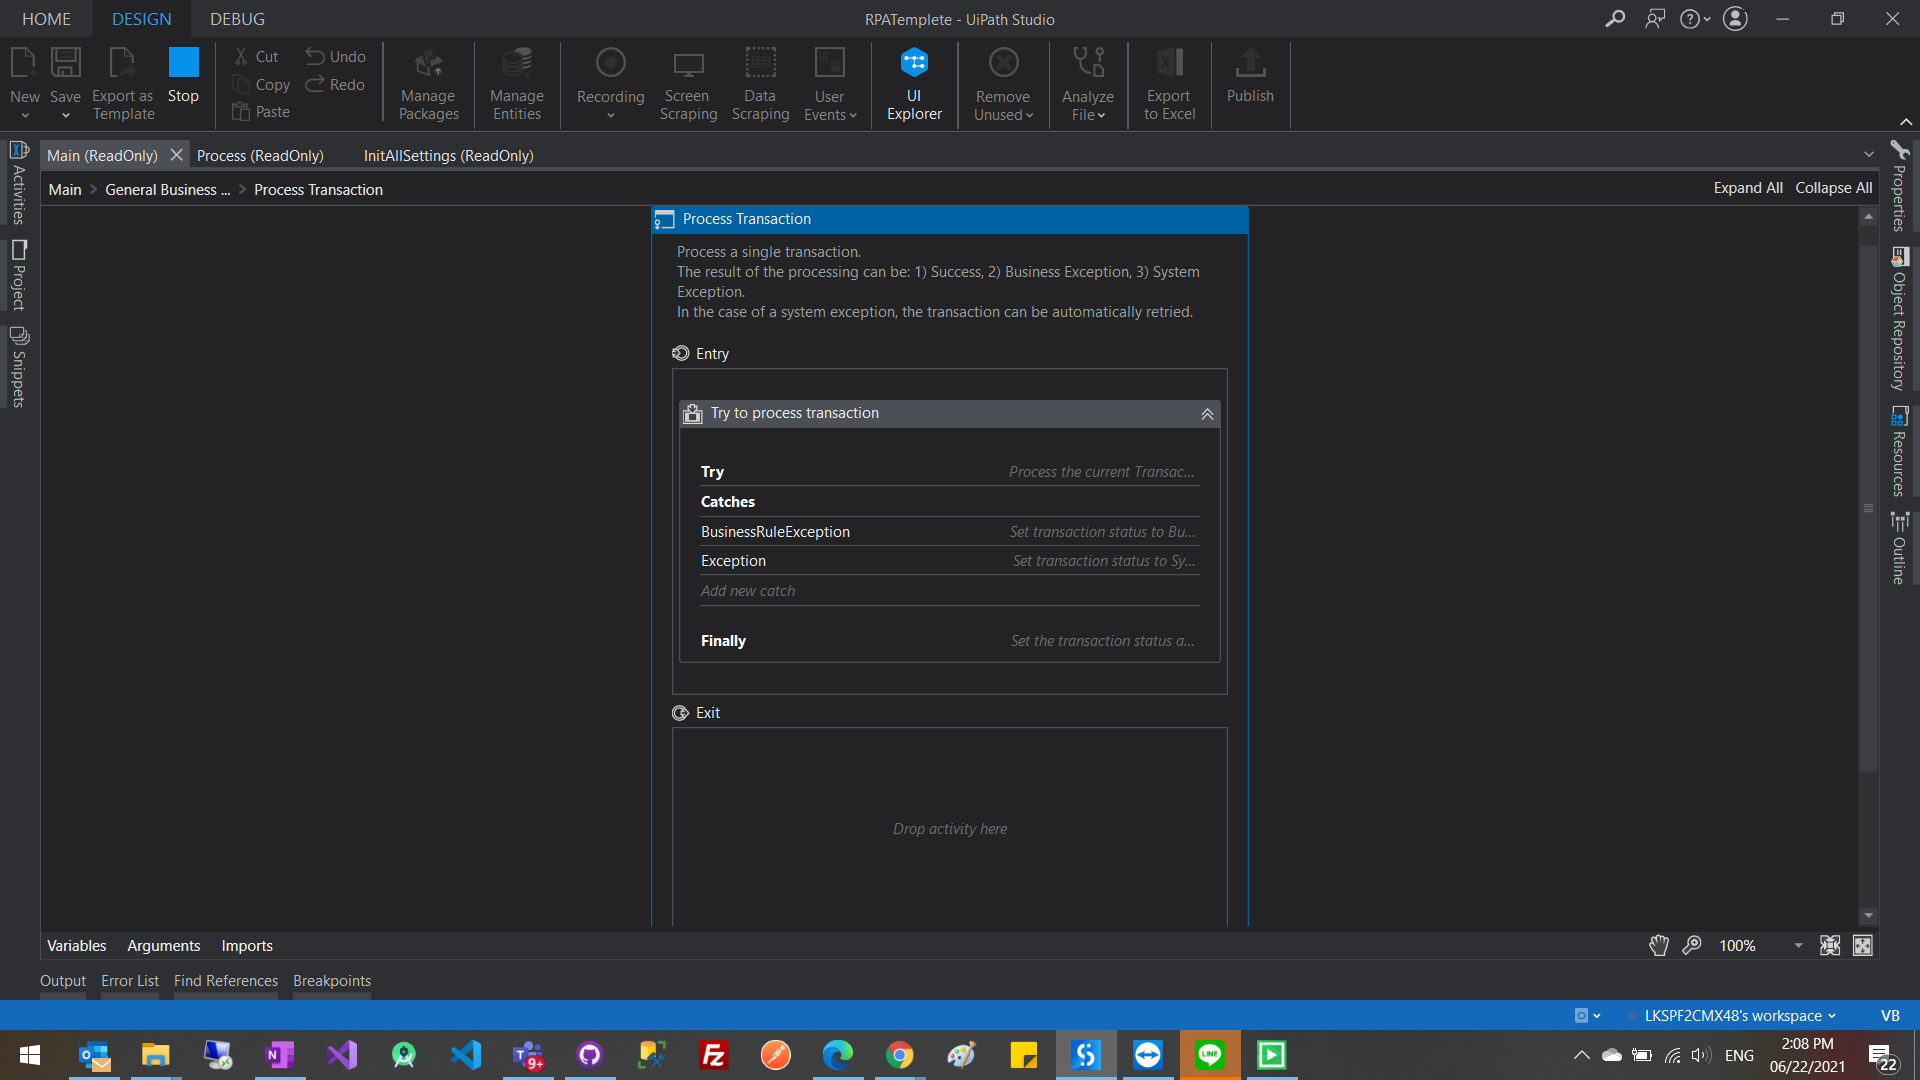 HOME DESIGN DEBUG RPATemplete - UiPath Studio
New Save Export as Template Stop
Cut Undo
Copy Redo
Paste
Manage Packages
Manage Entities
Recording
Screen Scraping
Data Scraping
User Events
UI Explorer
Remove Unused
Analyze File
Export to Excel
Publish
Main (ReadOnly) Process (ReadOnly) InitAllSettings (ReadOnly)
Main > General Business ... > Process Transaction Expand All Collapse All
Activities
Project
Snippets
Properties
Object Repository
Resources
Outline
Process Transaction
Process a single transaction.
The result of the processing can be: 1) Success, 2) Business Exception, 3) System
Exception.
In the case of a system exception, the transaction can be automatically retried.
Entry
Try to process transaction
Try Process the current Transac...
Catches
BusinessRuleException Set transaction status to Bu...
Exception Set transaction status to Sy...
Add new catch
Finally Set the transaction status a...
Exit
Drop activity here
Variables Arguments Imports 100%
Output Error List Find References Breakpoints
LKSPF2CMX48's workspace VB
9+
LINE
ENG
2:08 PM
06/22/2021
22